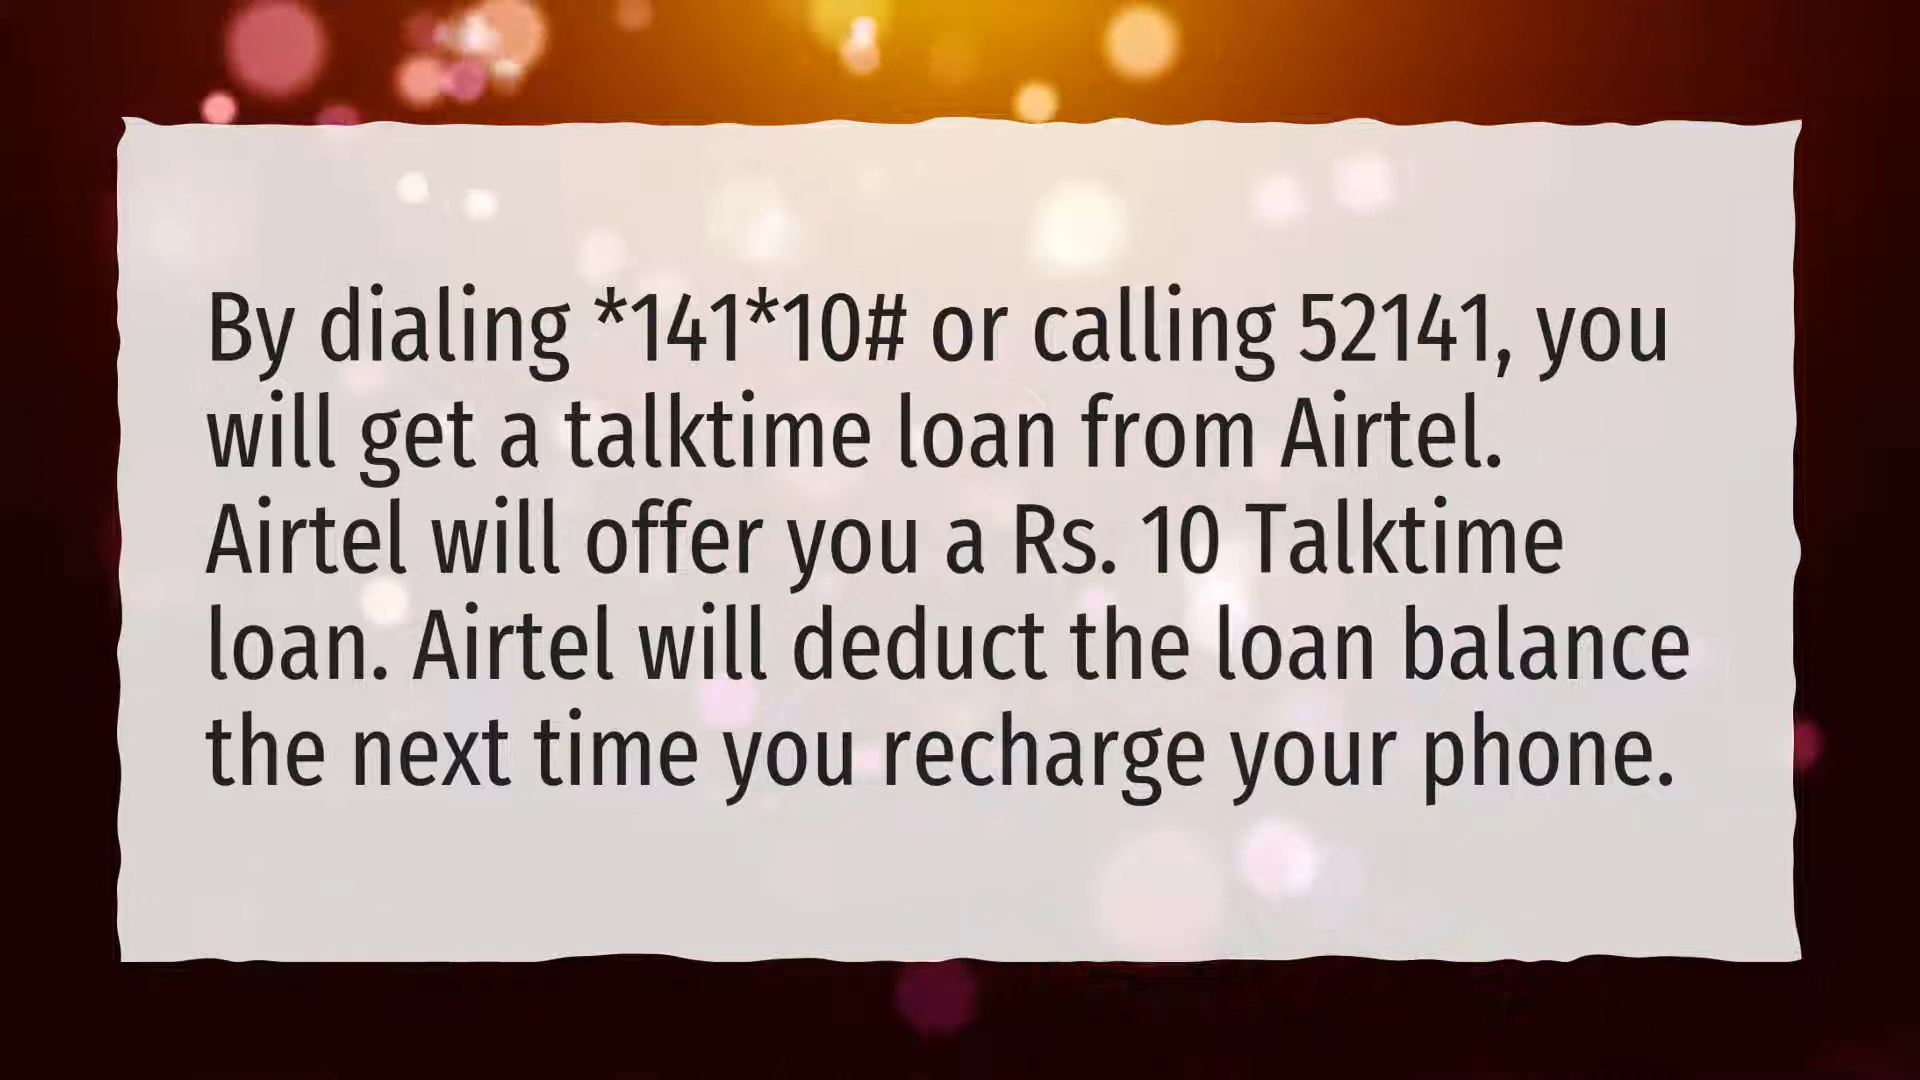 By dialing *141*10# or calling 52141, you
will get a talktime loan from Airtel.
Airtel will offer you a Rs. 10 Talktime
loan. Airtel will deduct the loan balance
the next time you recharge your phone.